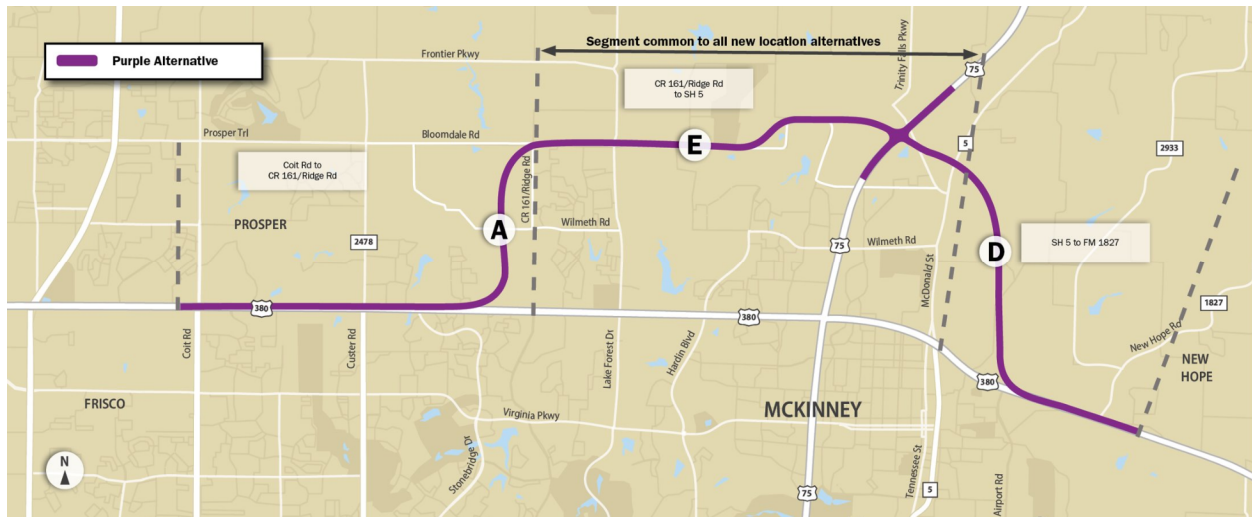 Segment common to all new location alternatives
Purple Alternative
Frontier Pkwy
Trinity Falls Pkwy
75
CR 161/Ridge Rd
to SH 5
Prosper Trl
Bloomdale Rd
E
5
2933
Coit Rd to
CR 161/Ridge Rd
CR 161/Ridge Rd
PROSPER
A
Wilmeth Rd
2478
75
Wilmeth Rd
D
SH 5 to FM 1827
McDonald St
380
380
1827
Coit Rd
Custer Rd
Lake Forest Dr
Hardin Blvd
New Hope Rd
NEW
HOPE
380
FRISCO
Virginia Pkwy
MCKINNEY
Stonebridge Dr
Tennessee St
N
75
5
Airport Rd